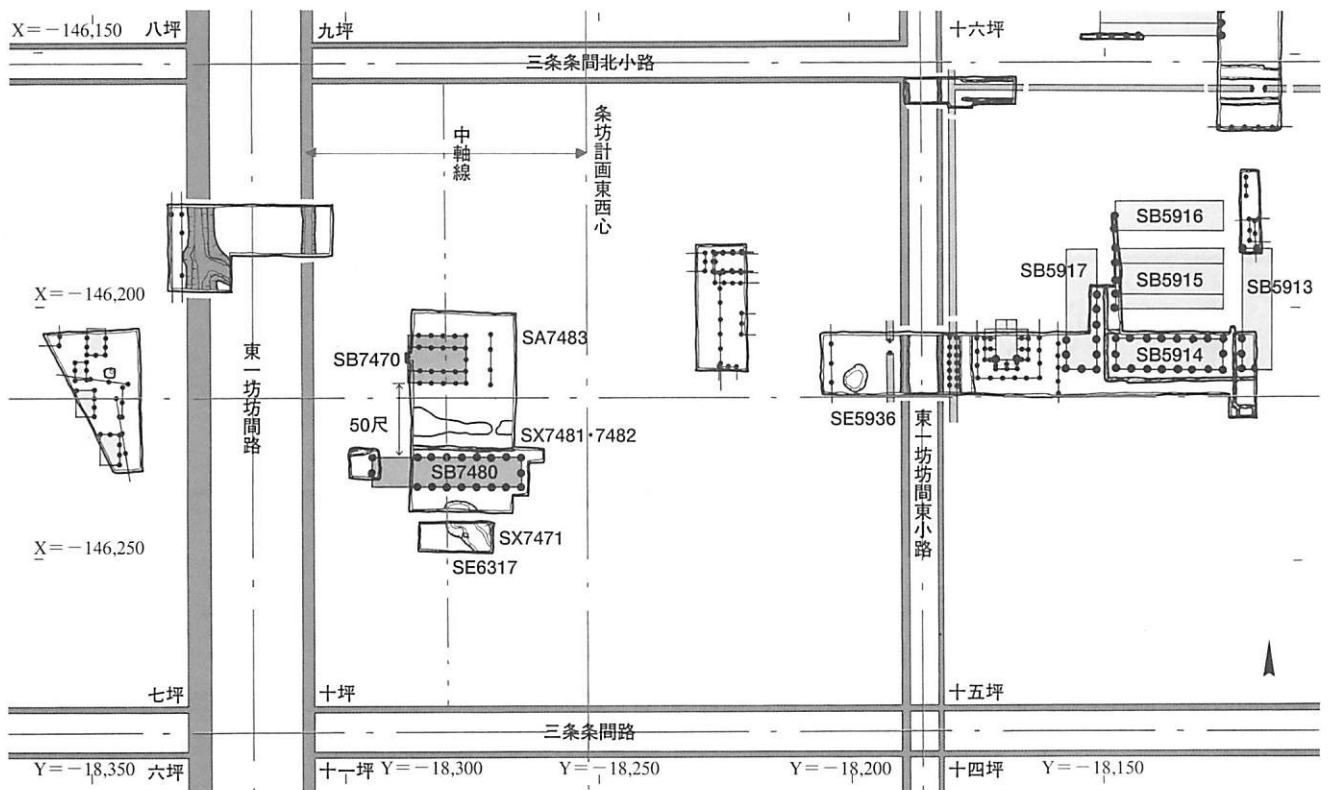 X=−146,150
八坪
九坪
十六坪
三条条間北小路
中軸線
条坊計画東西心
X=−146,200
東一坊坊間路
SB7470
SA7483
50尺
SX7481・7482
SB7480
SX7471
SE6317
X=−146,250
SB5916
SB5917
SB5915
SB5913
SB5914
SE5936
東一坊坊間東小路
七坪
十坪
十五坪
三条条間路
Y=−18,350
六坪
十一坪
Y=−18,300
Y=−18,250
Y=−18,200
十四坪
Y=−18,150